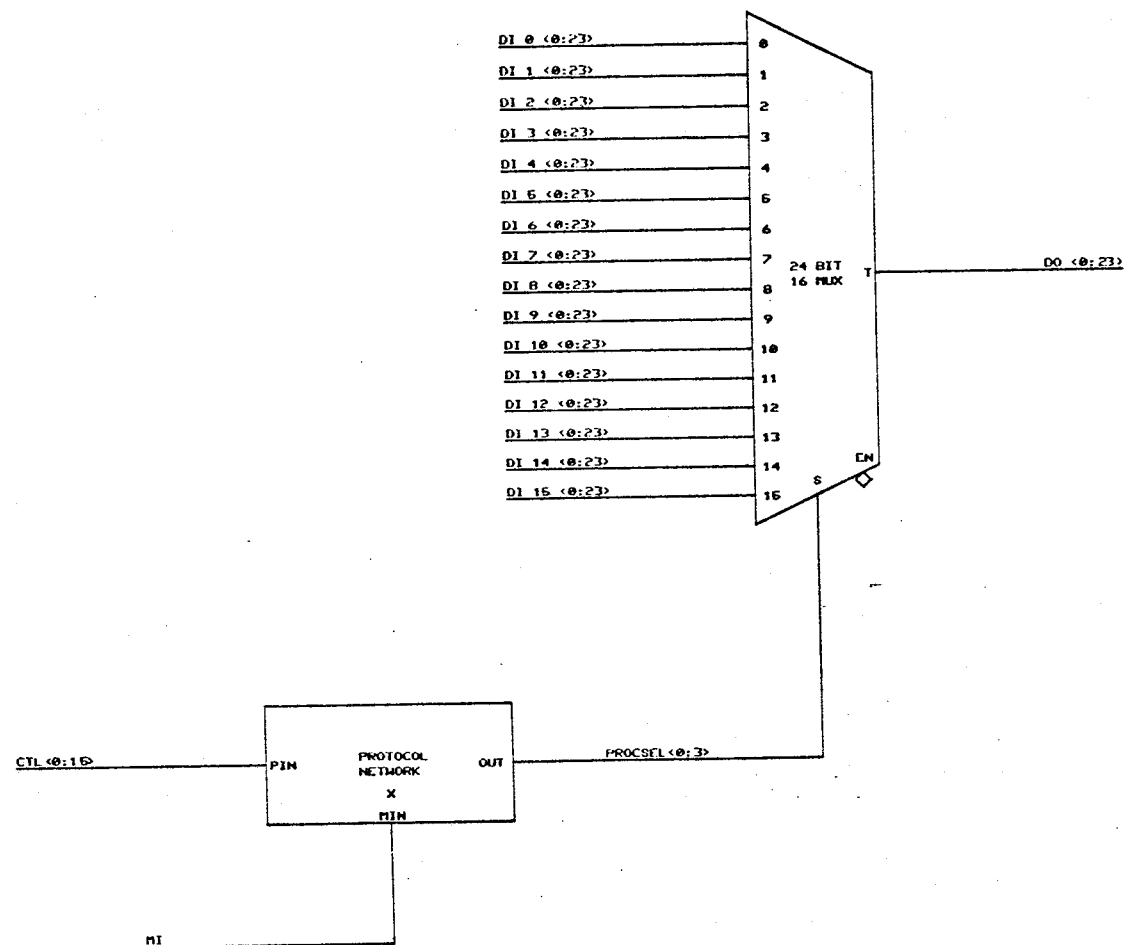 DI 0 <0:23>
0
DI 1 <0:23>
1
DI 2 <0:23>
2
DI 3 <0:23>
3
DI 4 <0:23>
4
DI 5 <0:23>
5
DI 6 <0:23>
6
DI 7 <0:23>
7
24 BIT
16 MUX
T
DO <0:23>
DI 8 <0:23>
8
DI 9 <0:23>
9
DI 10 <0:23>
10
DI 11 <0:23>
11
DI 12 <0:23>
12
DI 13 <0:23>
13
DI 14 <0:23>
14
EN
S
DI 15 <0:23>
15
CTL<0:15>
PIN
PROTOCOL
NETWORK
X
MIN
OUT
PROCSEL<0:3>
MI